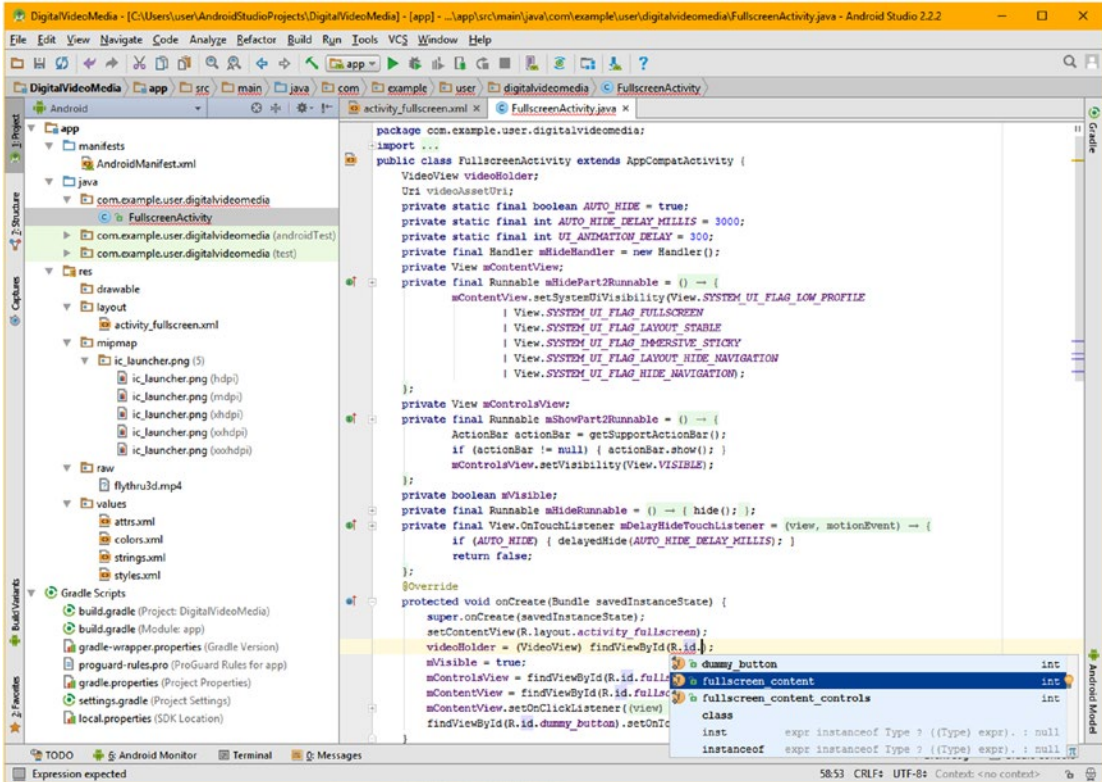 DigitalVideoMedia - [C:\Users\user\AndroidStudioProjects\DigitalVideoMedia] - [app] - ...\app\src\main\java\com\example\user\digitalvideomedia\FullscreenActivity.java - Android Studio 2.2.2
File Edit View Navigate Code Analyze Refactor Build Run Tools VCS Window Help
app
DigitalVideoMedia app src main java com example user digitalvideomedia FullscreenActivity
Android
activity_fullscreen.xml
FullscreenActivity.java
1: Project
2: Structure
Captures
Build Variants
2: Favorites
app
manifests
AndroidManifest.xml
java
com.example.user.digitalvideomedia
FullscreenActivity
com.example.user.digitalvideomedia (androidTest)
com.example.user.digitalvideomedia (test)
res
drawable
layout
activity_fullscreen.xml
mipmap
ic_launcher.png (5)
ic_launcher.png (hdpi)
ic_launcher.png (mdpi)
ic_launcher.png (xhdpi)
ic_launcher.png (xxhdpi)
ic_launcher.png (xxxhdpi)
raw
flythru3d.mp4
values
attrs.xml
colors.xml
strings.xml
styles.xml
Gradle Scripts
build.gradle (Project: DigitalVideoMedia)
build.gradle (Module: app)
gradle-wrapper.properties (Gradle Version)
proguard-rules.pro (ProGuard Rules for app)
gradle.properties (Project Properties)
settings.gradle (Project Settings)
local.properties (SDK Location)
package com.example.user.digitalvideomedia;
import ...
public class FullscreenActivity extends AppCompatActivity {
VideoView videoHolder;
Uri videoAssetUri;
private static final boolean AUTO_HIDE = true;
private static final int AUTO_HIDE_DELAY_MILLIS = 3000;
private static final int UI_ANIMATION_DELAY = 300;
private final Handler mHideHandler = new Handler();
private View mContentView;
private final Runnable mHidePart2Runnable = () → {
mContentView.setSystemUiVisibility(View.SYSTEM_UI_FLAG_LOW_PROFILE
| View.SYSTEM_UI_FLAG_FULLSCREEN
| View.SYSTEM_UI_FLAG_LAYOUT_STABLE
| View.SYSTEM_UI_FLAG_IMMERSIVE_STICKY
| View.SYSTEM_UI_FLAG_LAYOUT_HIDE_NAVIGATION
| View.SYSTEM_UI_FLAG_HIDE_NAVIGATION);
};
private View mControlsView;
private final Runnable mShowPart2Runnable = () → {
ActionBar actionBar = getSupportActionBar();
if (actionBar != null) { actionBar.show(); }
mControlsView.setVisibility(View.VISIBLE);
};
private boolean mVisible;
private final Runnable mHideRunnable = () → { hide(); };
private final View.OnTouchListener mDelayHideTouchListener = (view, motionEvent) → {
if (AUTO_HIDE) { delayedHide(AUTO_HIDE_DELAY_MILLIS); }
return false;
};
@Override
protected void onCreate(Bundle savedInstanceState) {
super.onCreate(savedInstanceState);
setContentView(R.layout.activity_fullscreen);
videoHolder = (VideoView) findViewById(R.id.);
mVisible = true;
mControlsView = findViewById(R.id.fulls
mContentView = findViewById(R.id.fullsc
mContentView.setOnClickListener((view)
findViewById(R.id.dummy_button).setOnTo
}
dummy_button int
fullscreen_content int
fullscreen_content_controls int
class
inst expr instanceof Type ? ((Type) expr). : null
instanceof expr instanceof Type ? ((Type) expr). : null
Gradle
Android Model
TODO 6: Android Monitor Terminal 0: Messages
Expression expected
58:53 CRLF÷ UTF-8÷ Context: <no context>